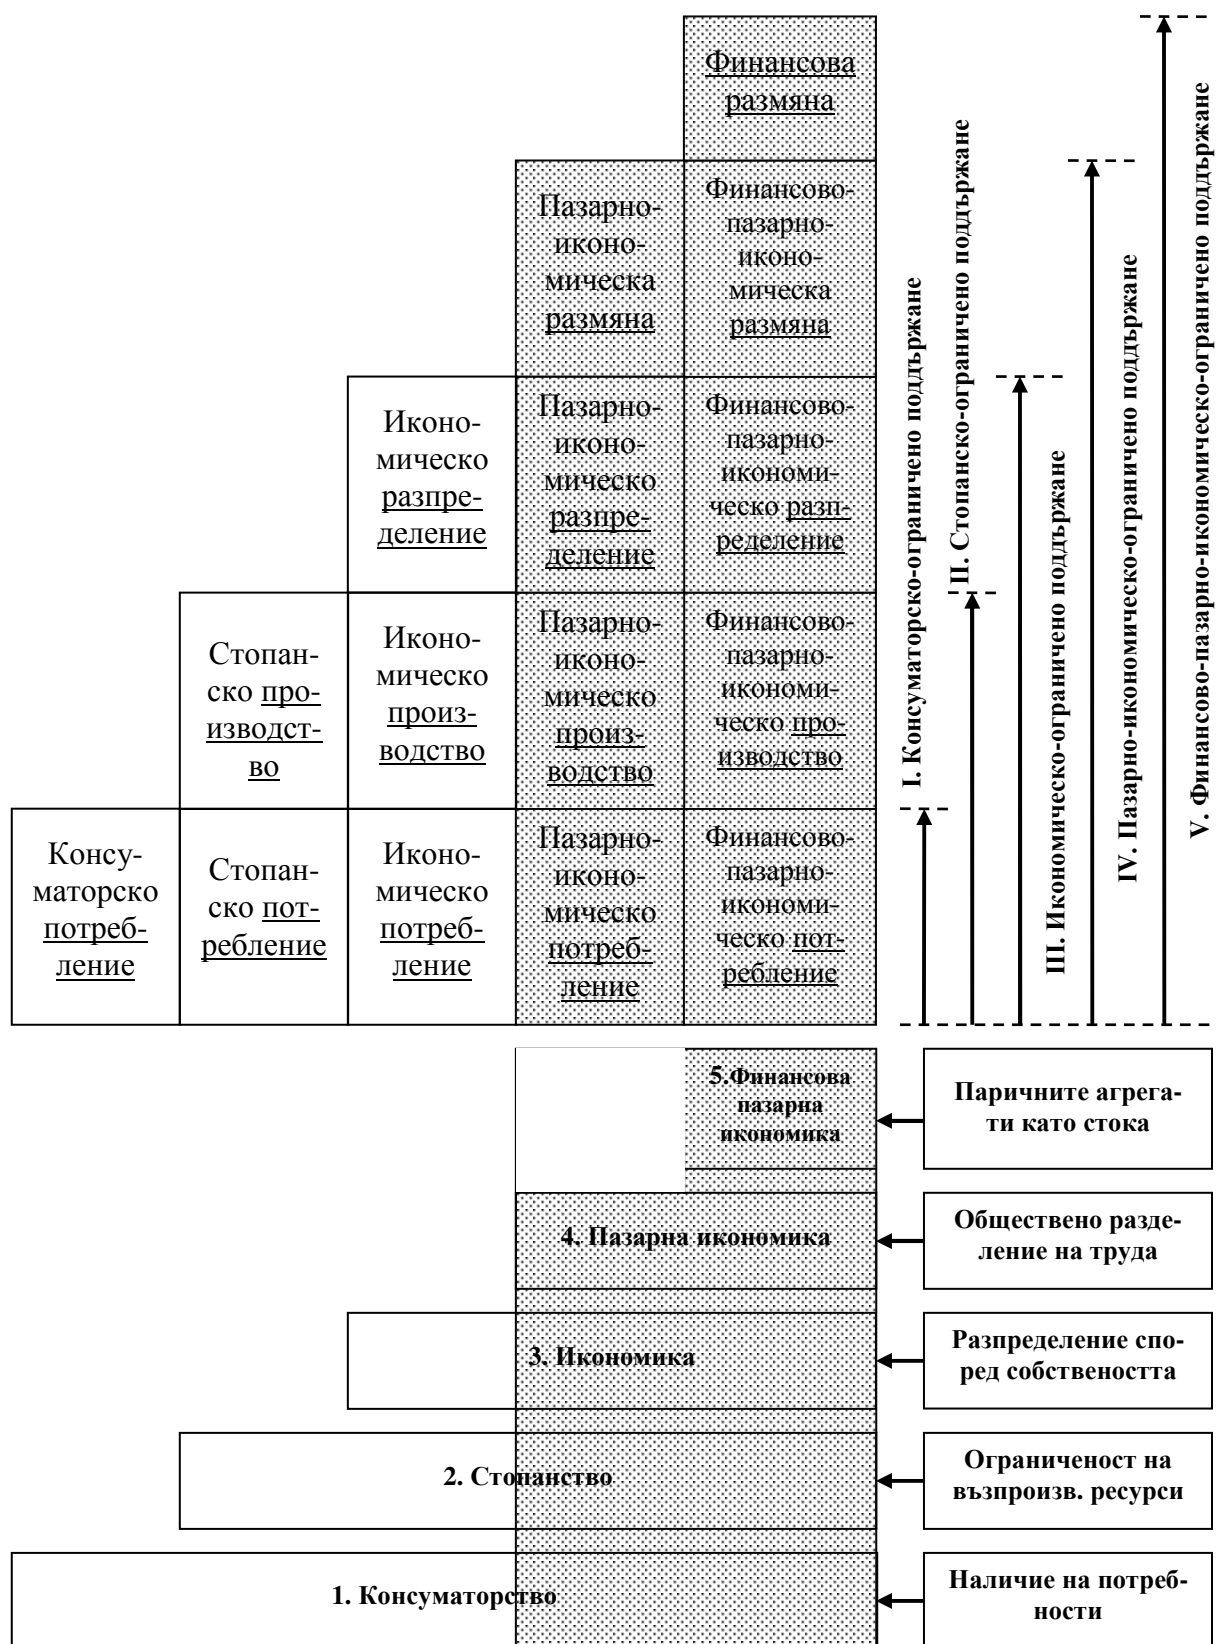 Финансова
размяна
Пазарно-
иконо-
мическа
размяна
Финансово-
пазарно-
иконо-
мическа
размяна
Иконо-
мическо
разпре-
деление
Пазарно-
иконо-
мическо
разпре-
деление
Финансово-
пазарно-
икономи-
ческо разп-
ределение
Стопан-
ско про-
изводст-
во
Иконо-
мическо
произ-
водство
Пазарно-
иконо-
мическо
произ-
водство
Финансово-
пазарно-
икономи-
ческо про-
изводство
Консу-
маторско
потреб-
ление
Стопан-
ско пот-
ребление
Иконо-
мическо
потреб-
ление
Пазарно-
иконо-
мическо
потреб-
ление
Финансово-
пазарно-
икономи-
ческо пот-
ребление
I. Консуматорско-ограничено поддържане
II. Стопанско-ограничено поддържане
III. Икономическо-ограничено поддържане
IV. Пазарно-икономическо-ограничено поддържане
V. Финансово-пазарно-икономическо-ограничено поддържане
5.Финансова
пазарна
икономика
Паричните агрега-
ти като стока
4. Пазарна икономика
Обществено разде-
ление на труда
3. Икономика
Разпределение спо-
ред собствеността
2. Стопанство
Ограниченост на
възпроизв. ресурси
1. Консуматорство
Наличие на потреб-
ности